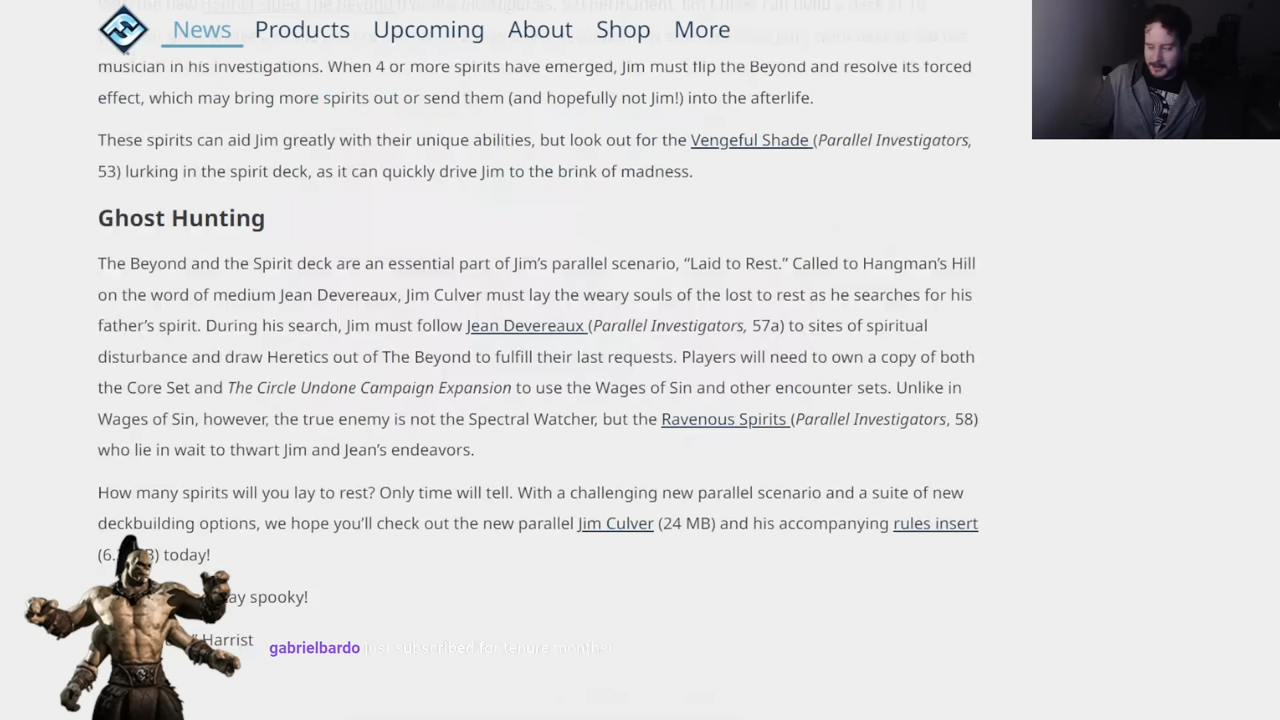 News Products Upcoming About Shop More
musician in his investigations. When 4 or more spirits have emerged, Jim must flip the Beyond and resolve its forced
effect, which may bring more spirits out or send them (and hopefully not Jim!) into the afterlife.
These spirits can aid Jim greatly with their unique abilities, but look out for the Vengeful Shade (Parallel Investigators,
53) lurking in the spirit deck, as it can quickly drive Jim to the brink of madness.
Ghost Hunting
The Beyond and the Spirit deck are an essential part of Jim’s parallel scenario, “Laid to Rest.” Called to Hangman’s Hill
on the word of medium Jean Devereaux, Jim Culver must lay the weary souls of the lost to rest as he searches for his
father’s spirit. During his search, Jim must follow Jean Devereaux (Parallel Investigators, 57a) to sites of spiritual
disturbance and draw Heretics out of The Beyond to fulfill their last requests. Players will need to own a copy of both
the Core Set and The Circle Undone Campaign Expansion to use the Wages of Sin and other encounter sets. Unlike in
Wages of Sin, however, the true enemy is not the Spectral Watcher, but the Ravenous Spirits (Parallel Investigators, 58)
who lie in wait to thwart Jim and Jean’s endeavors.
How many spirits will you lay to rest? Only time will tell. With a challenging new parallel scenario and a suite of new
deckbuilding options, we hope you’ll check out the new parallel Jim Culver (24 MB) and his accompanying rules insert
(6. B) today!
ay spooky!
” Harrist
gabrielbardo just subscribed for tenure months!